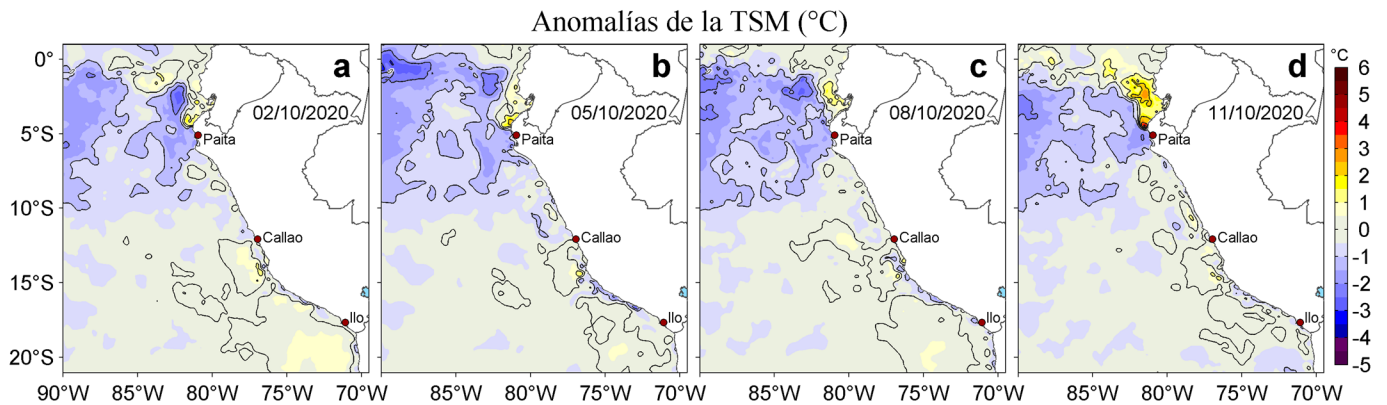 Anomalías de la TSM (°C)
a b c d
02/10/2020 05/10/2020 08/10/2020 11/10/2020
Paita Paita Paita Paita
Callao Callao Callao Callao
Ilo Ilo Ilo Ilo
0°
5°S
10°S
15°S
20°S
90°W 85°W 80°W 75°W 70°W 85°W 80°W 75°W 70°W 85°W 80°W 75°W 70°W 85°W 80°W 75°W 70°W
°C
6
5
4
3
2
1
0
-1
-2
-3
-4
-5